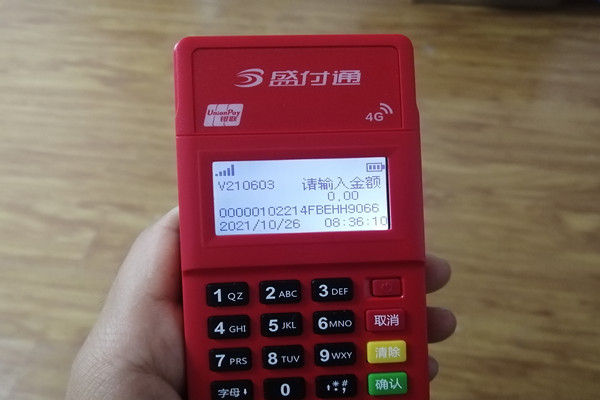 盛付通
UnionPay
银联
4G
V210603 请输入金额
0.00
00000102214FBEHH9066
2021/10/26 08:36:10
1 QZ 2 ABC 3 DEF
4 GHI 5 JKL 6 MNO 取消
7 PRS 8 TUV 9 WXY 清除
字母 0 .*# 确认